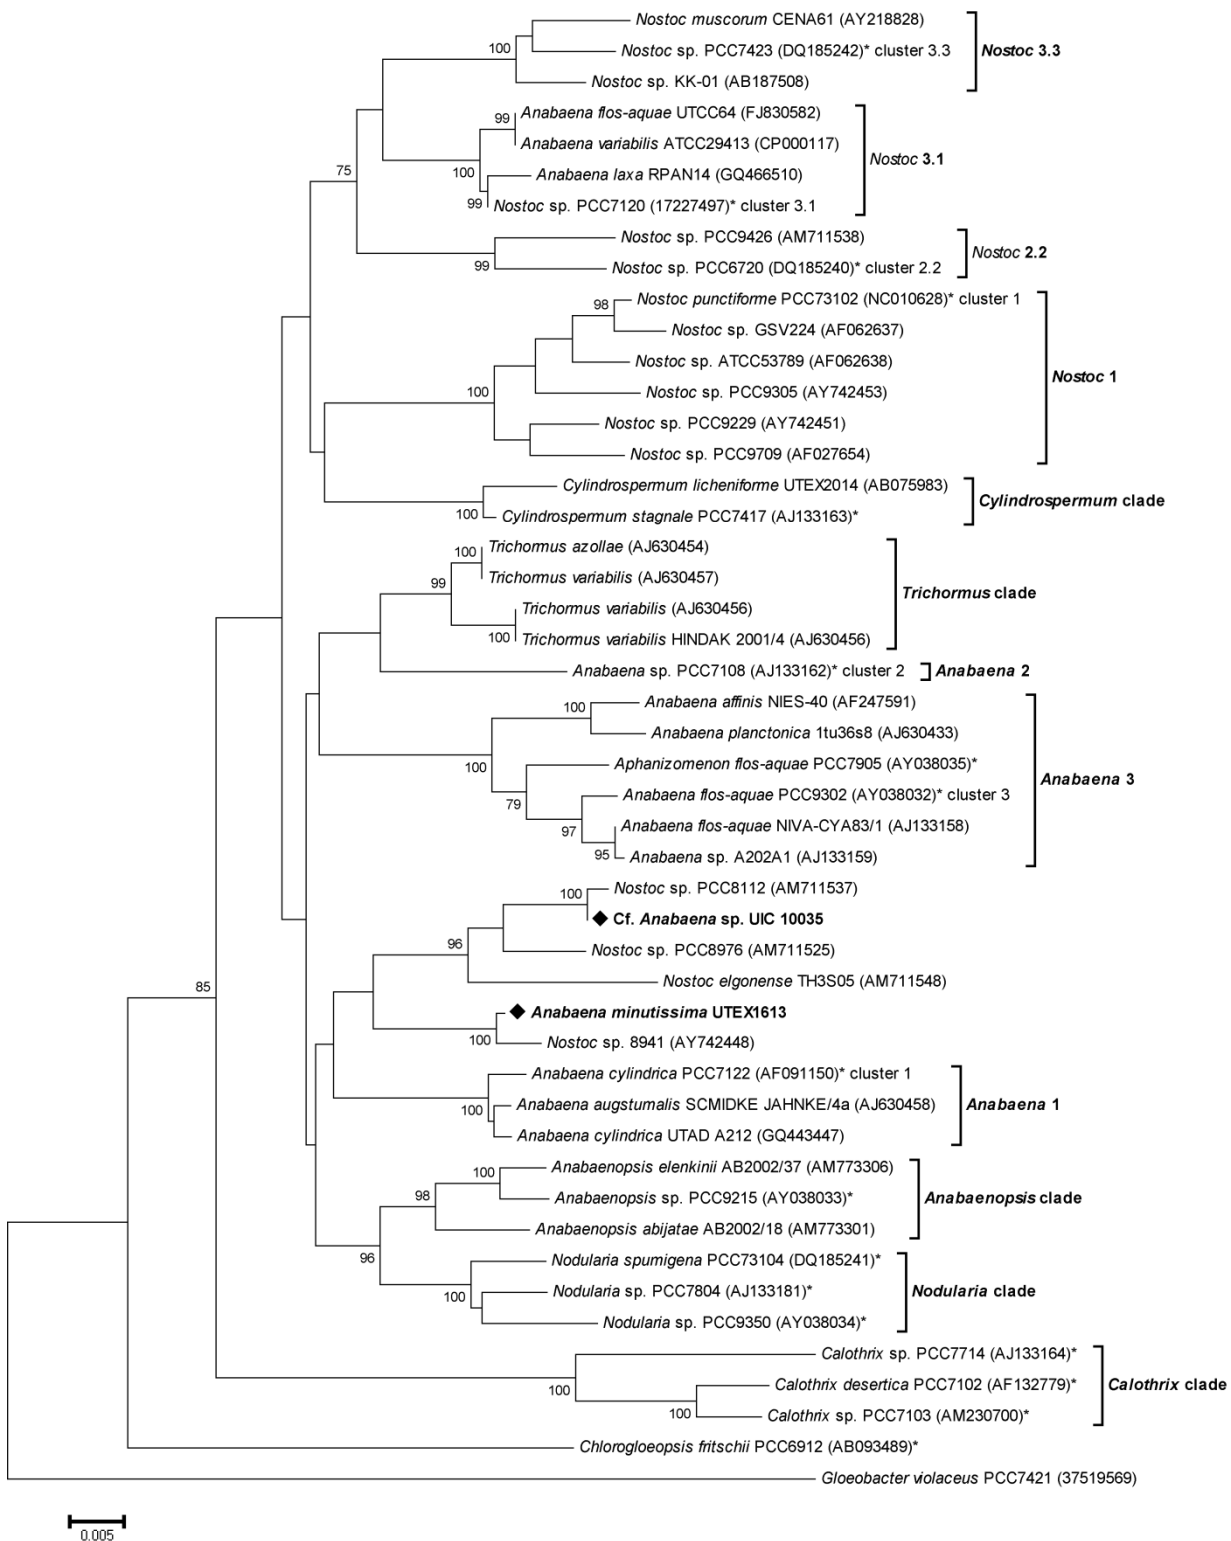 Nostoc muscorum CENA61 (AY218828)
100
Nostoc sp. PCC7423 (DQ185242)* cluster 3.3
Nostoc 3.3
Nostoc sp. KK-01 (AB187508)
Anabaena flos-aquae UTCC64 (FJ830582)
99
Anabaena variabilis ATCC29413 (CP000117)
Nostoc 3.1
75
100
Anabaena laxa RPAN14 (GQ466510)
99
Nostoc sp. PCC7120 (17227497)* cluster 3.1
Nostoc sp. PCC9426 (AM711538)
Nostoc 2.2
99
Nostoc sp. PCC6720 (DQ185240)* cluster 2.2
98
Nostoc punctiforme PCC73102 (NC010628)* cluster 1
Nostoc sp. GSV224 (AF062637)
Nostoc sp. ATCC53789 (AF062638)
Nostoc 1
100
Nostoc sp. PCC9305 (AY742453)
Nostoc sp. PCC9229 (AY742451)
Nostoc sp. PCC9709 (AF027654)
Cylindrospermum licheniforme UTEX2014 (AB075983)
Cylindrospermum clade
100
Cylindrospermum stagnale PCC7417 (AJ133163)*
100
Trichormus azollae (AJ630454)
99
Trichormus variabilis (AJ630457)
Trichormus clade
Trichormus variabilis (AJ630456)
100
Trichormus variabilis HINDAK 2001/4 (AJ630456)
Anabaena sp. PCC7108 (AJ133162)* cluster 2
Anabaena 2
100
Anabaena affinis NIES-40 (AF247591)
Anabaena planctonica 1tu36s8 (AJ630433)
100
Aphanizomenon flos-aquae PCC7905 (AY038035)*
Anabaena 3
79
Anabaena flos-aquae PCC9302 (AY038032)* cluster 3
97
Anabaena flos-aquae NIVA-CYA83/1 (AJ133158)
95
Anabaena sp. A202A1 (AJ133159)
100
Nostoc sp. PCC8112 (AM711537)
Cf. Anabaena sp. UIC 10035
96
Nostoc sp. PCC8976 (AM711525)
Nostoc elgonense TH3S05 (AM711548)
85
Anabaena minutissima UTEX1613
100
Nostoc sp. 8941 (AY742448)
Anabaena cylindrica PCC7122 (AF091150)* cluster 1
100
Anabaena augstumalis SCMIDKE JAHNKE/4a (AJ630458)
Anabaena 1
Anabaena cylindrica UTAD A212 (GQ443447)
100
Anabaenopsis elenkinii AB2002/37 (AM773306)
98
Anabaenopsis sp. PCC9215 (AY038033)*
Anabaenopsis clade
Anabaenopsis abijatae AB2002/18 (AM773301)
96
Nodularia spumigena PCC73104 (DQ185241)*
100
Nodularia sp. PCC7804 (AJ133181)*
Nodularia clade
Nodularia sp. PCC9350 (AY038034)*
Calothrix sp. PCC7714 (AJ133164)*
100
Calothrix desertica PCC7102 (AF132779)*
Calothrix clade
100
Calothrix sp. PCC7103 (AM230700)*
Chlorogloeopsis fritschii PCC6912 (AB093489)*
Gloeobacter violaceus PCC7421 (37519569)
0.005